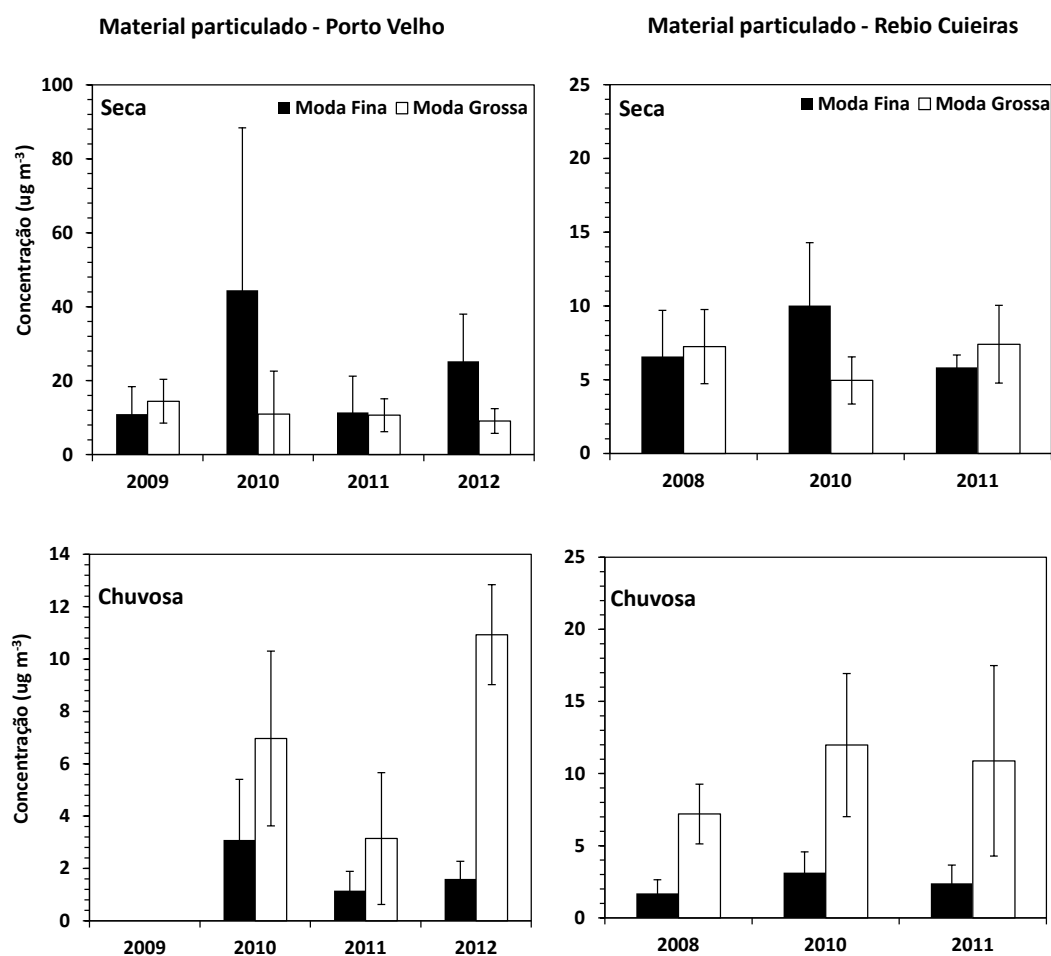 Material particulado - Porto Velho
Material particulado - Rebio Cuieiras
Concentração (ug m-3)
100
80
60
40
20
0
Seca
Moda Fina Moda Grossa
2009 2010 2011 2012
25
20
15
10
5
0
Seca
Moda Fina Moda Grossa
2008 2010 2011
Concentração (ug m-3)
14
12
10
8
6
4
2
0
Chuvosa
2009 2010 2011 2012
25
20
15
10
5
0
Chuvosa
2008 2010 2011